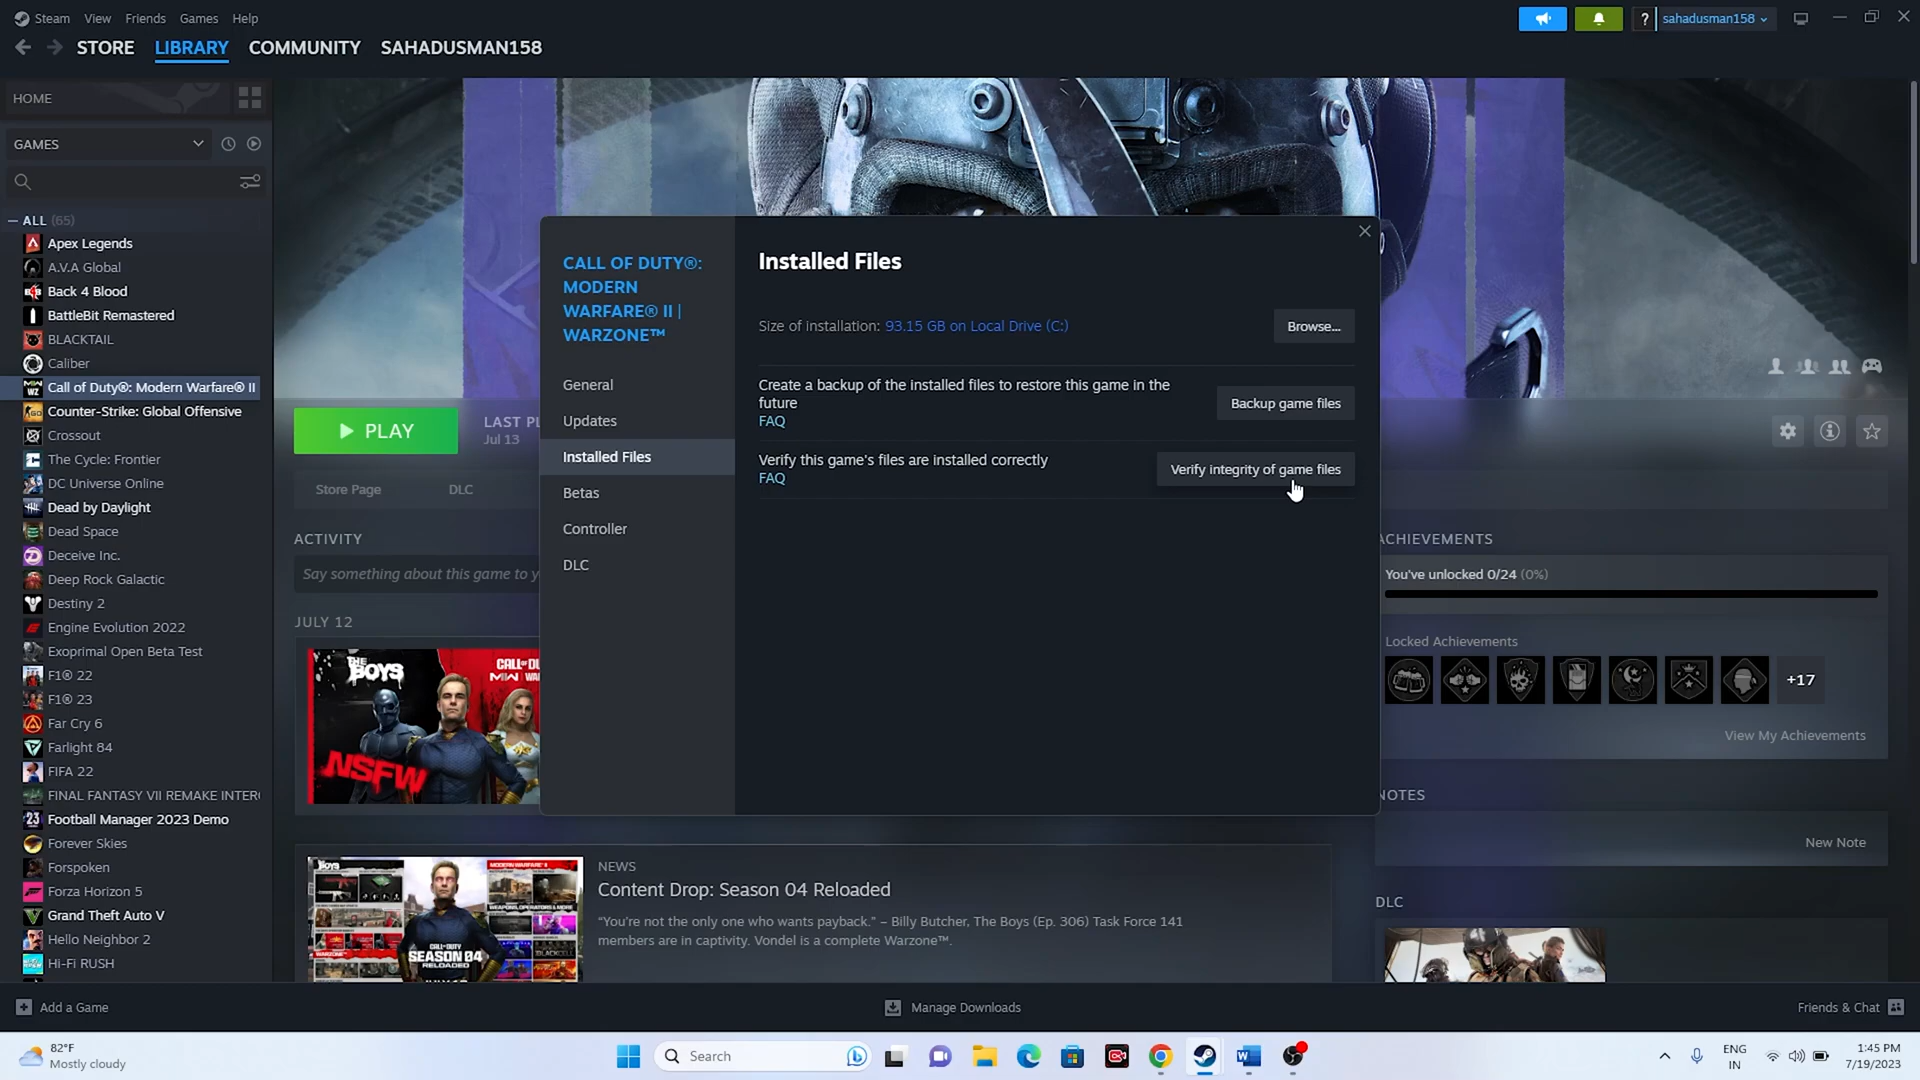 Steam View Friends Games Help
sahadusman158
STORE LIBRARY COMMUNITY SAHADUSMAN158
HOME
GAMES
ALL (65)
Apex Legends
A.V.A Global
Back 4 Blood
BattleBit Remastered
BLACKTAIL
Caliber
Call of Duty®: Modern Warfare® II
Counter-Strike: Global Offensive
Crossout
The Cycle: Frontier
DC Universe Online
Dead by Daylight
Dead Space
Deceive Inc.
Deep Rock Galactic
Destiny 2
Engine Evolution 2022
Exoprimal Open Beta Test
F1® 22
F1® 23
Far Cry 6
Farlight 84
FIFA 22
FINAL FANTASY VII REMAKE INTER
Football Manager 2023 Demo
Forever Skies
Forspoken
Forza Horizon 5
Grand Theft Auto V
Hello Neighbor 2
Hi-Fi RUSH
PLAY
LAST PL
Jul 13
Store Page DLC
ACTIVITY
Say something about this game to y
JULY 12
THE BOYS
CALL OF DU
NSFW
CALL OF DUTY®:
MODERN
WARFARE® II |
WARZONE™
General
Updates
Installed Files
Betas
Controller
DLC
Installed Files
Size of installation: 93.15 GB on Local Drive (C:)
Browse...
Create a backup of the installed files to restore this game in the
future
FAQ
Backup game files
Verify this game's files are installed correctly
FAQ
Verify integrity of game files
ACHIEVEMENTS
You've unlocked 0/24 (0%)
Locked Achievements
+17
View My Achievements
NOTES
New Note
DLC
CALL OF DUTY
SEASON 04
RELOADED
NEWS
Content Drop: Season 04 Reloaded
“You're not the only one who wants payback.” – Billy Butcher, The Boys (Ep. 306) Task Force 141
members are in captivity. Vondel is a complete Warzone™.
Add a Game
Manage Downloads
Friends & Chat
82°F
Mostly cloudy
Search
ENG
IN
1:45 PM
7/19/2023